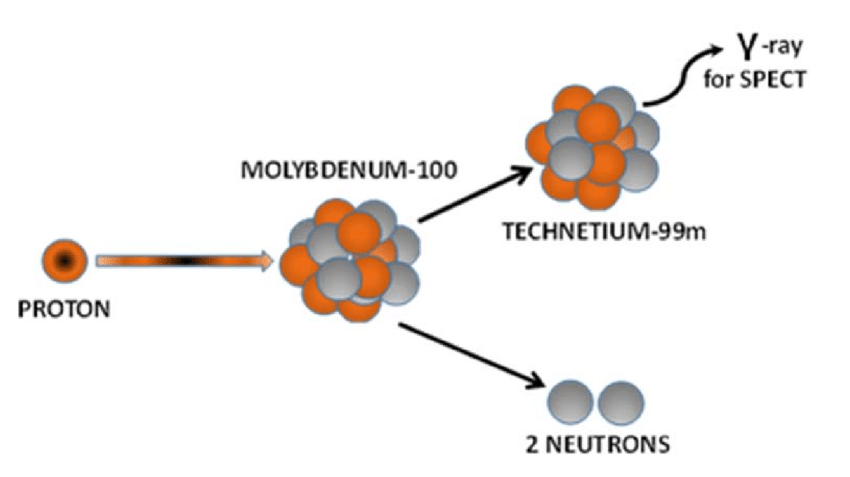 γ-ray
for SPECT
MOLYBDENUM-100
TECHNETIUM-99m
PROTON
2 NEUTRONS